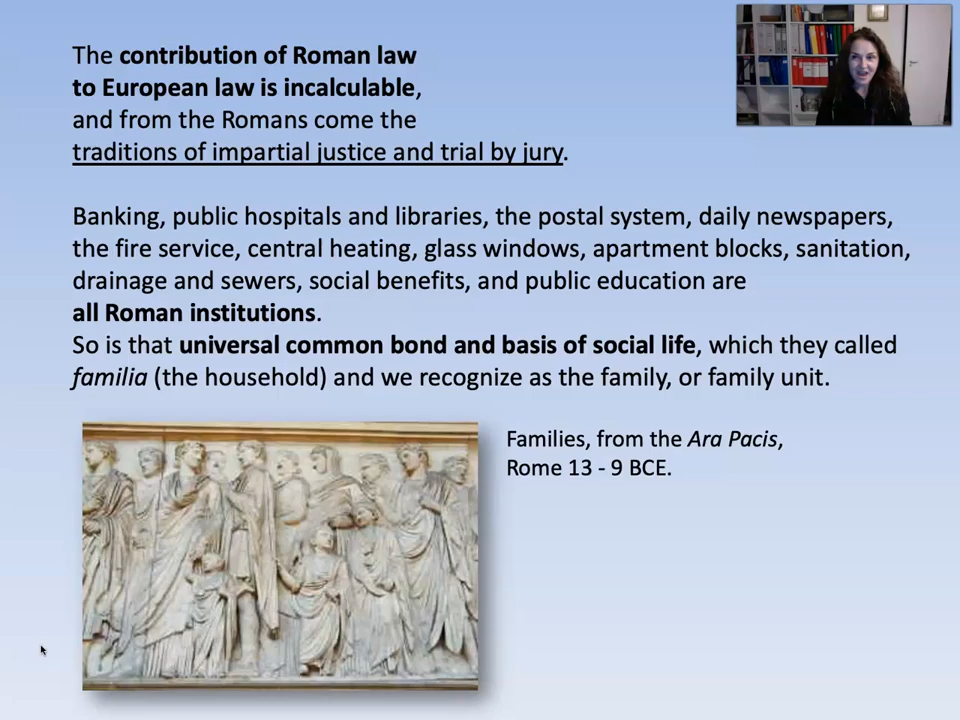 The contribution of Roman law
to European law is incalculable,
and from the Romans come the
traditions of impartial justice and trial by jury.
Banking, public hospitals and libraries, the postal system, daily newspapers,
the fire service, central heating, glass windows, apartment blocks, sanitation,
drainage and sewers, social benefits, and public education are
all Roman institutions.
So is that universal common bond and basis of social life, which they called
familia (the household) and we recognize as the family, or family unit.
Families, from the Ara Pacis,
Rome 13 - 9 BCE.